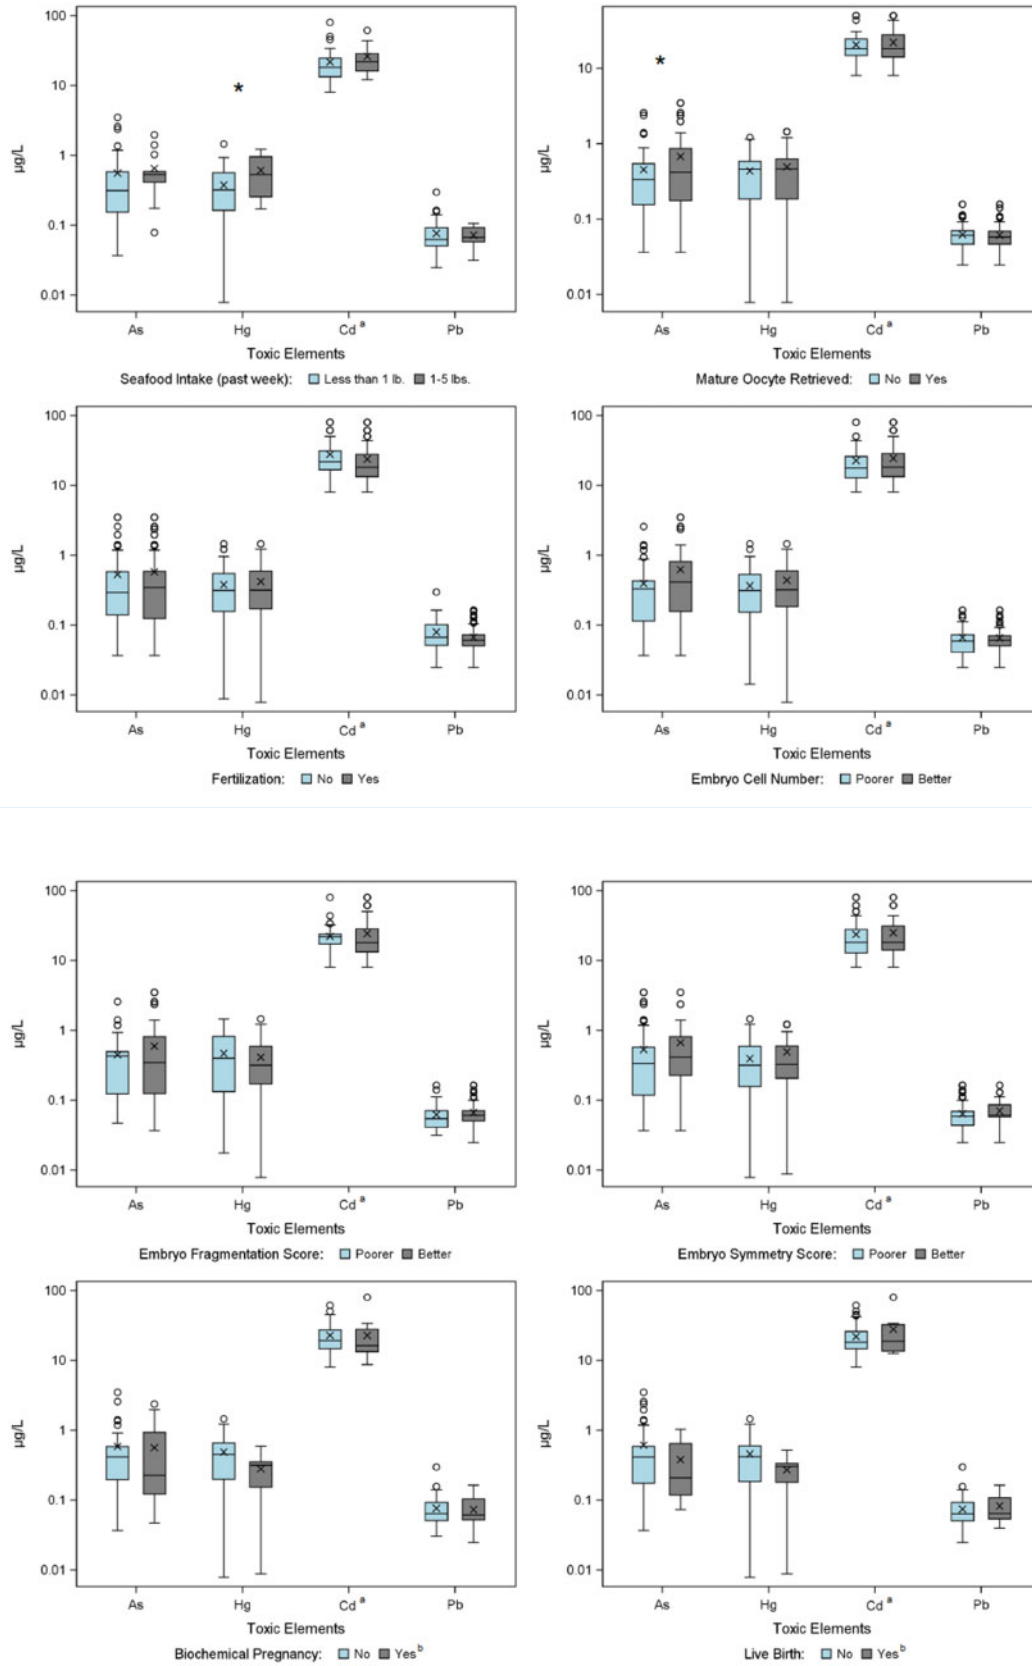 100
10
1
0.1
0.01
µg/L
*
As Hg Cd a Pb
Toxic Elements
Seafood Intake (past week): Less than 1 lb. 1-5 lbs.
10
1
0.1
0.01
µg/L
*
As Hg Cd a Pb
Toxic Elements
Mature Oocyte Retrieved: No Yes
100
10
1
0.1
0.01
µg/L
As Hg Cd a Pb
Toxic Elements
Fertilization: No Yes
100
10
1
0.1
0.01
µg/L
As Hg Cd a Pb
Toxic Elements
Embryo Cell Number: Poorer Better
100
10
1
0.1
0.01
µg/L
As Hg Cd a Pb
Toxic Elements
Embryo Fragmentation Score: Poorer Better
100
10
1
0.1
0.01
µg/L
As Hg Cd a Pb
Toxic Elements
Embryo Symmetry Score: Poorer Better
100
10
1
0.1
0.01
µg/L
As Hg Cd a Pb
Toxic Elements
Biochemical Pregnancy: No Yes b
100
10
1
0.1
0.01
µg/L
As Hg Cd a Pb
Toxic Elements
Live Birth: No Yes b